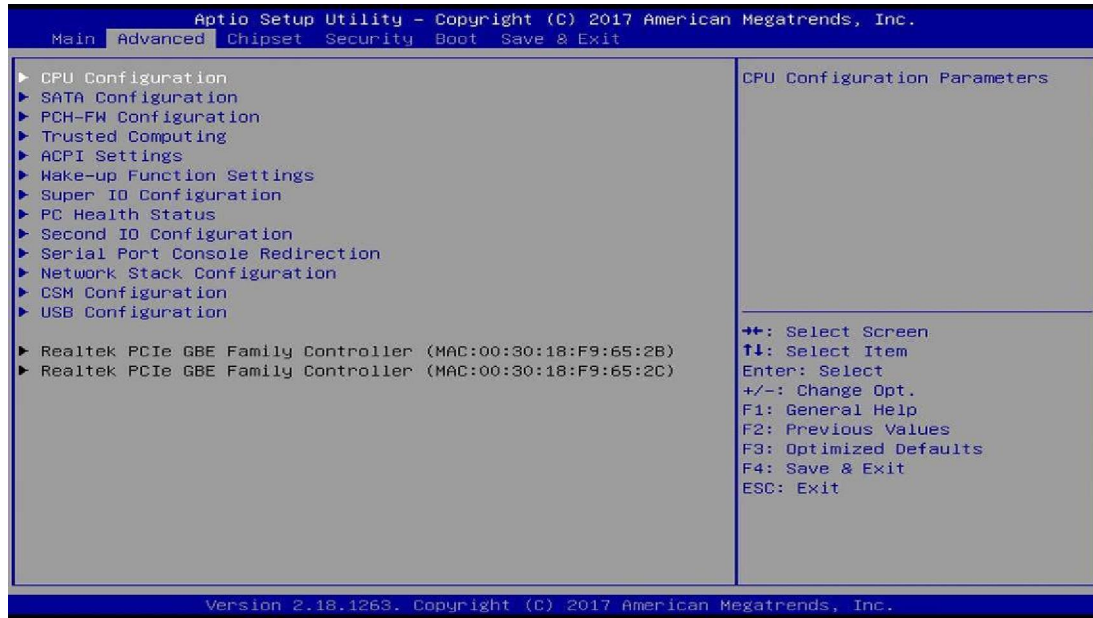 Aptio Setup Utility – Copyright (C) 2017 American Megatrends, Inc.
Main Advanced Chipset Security Boot Save & Exit
► CPU Configuration
► SATA Configuration
► PCH-FW Configuration
► Trusted Computing
► ACPI Settings
► Wake-up Function Settings
► Super IO Configuration
► PC Health Status
► Second IO Configuration
► Serial Port Console Redirection
► Network Stack Configuration
► CSM Configuration
► USB Configuration
► Realtek PCIe GBE Family Controller (MAC:00:30:18:F9:65:2B)
► Realtek PCIe GBE Family Controller (MAC:00:30:18:F9:65:2C)
CPU Configuration Parameters
→←: Select Screen
↑↓: Select Item
Enter: Select
+/-: Change Opt.
F1: General Help
F2: Previous Values
F3: Optimized Defaults
F4: Save & Exit
ESC: Exit
Version 2.18.1263. Copyright (C) 2017 American Megatrends, Inc.